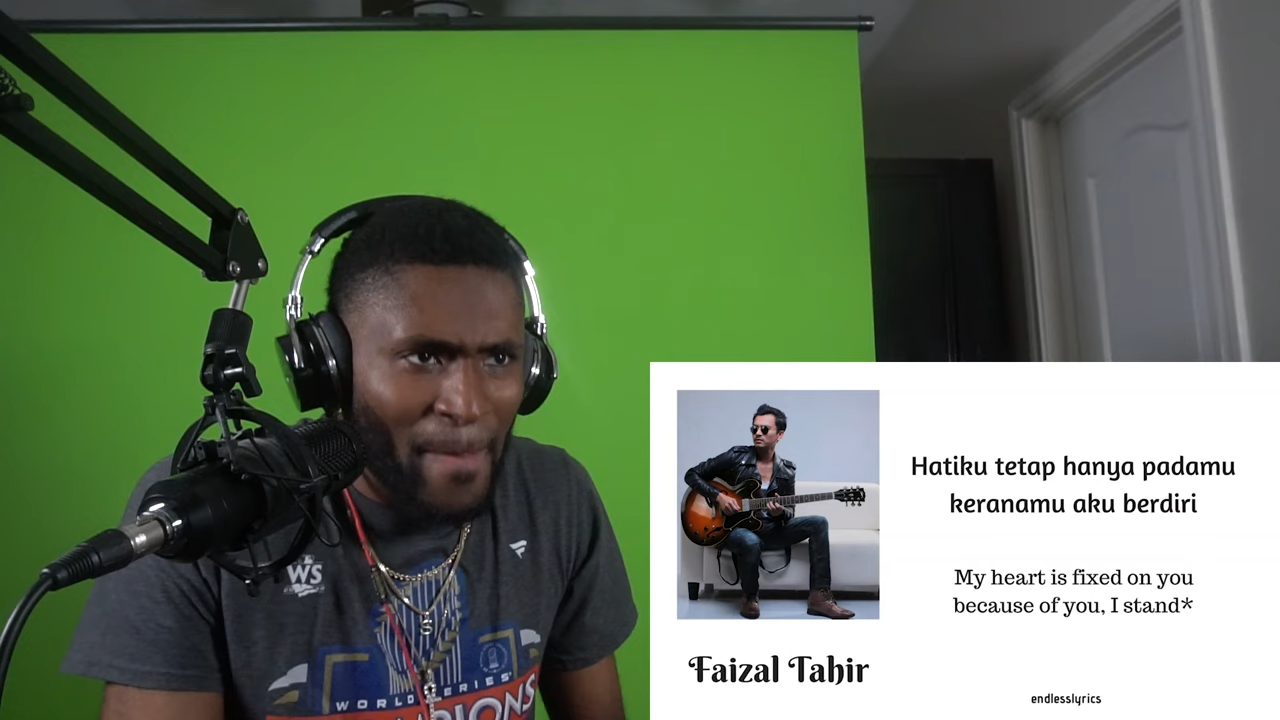 WS
WORLD SERIES
Hatiku tetap hanya padamu
keranamu aku berdiri
My heart is fixed on you
because of you, I stand*
Faizal Tahir
endlesslyrics